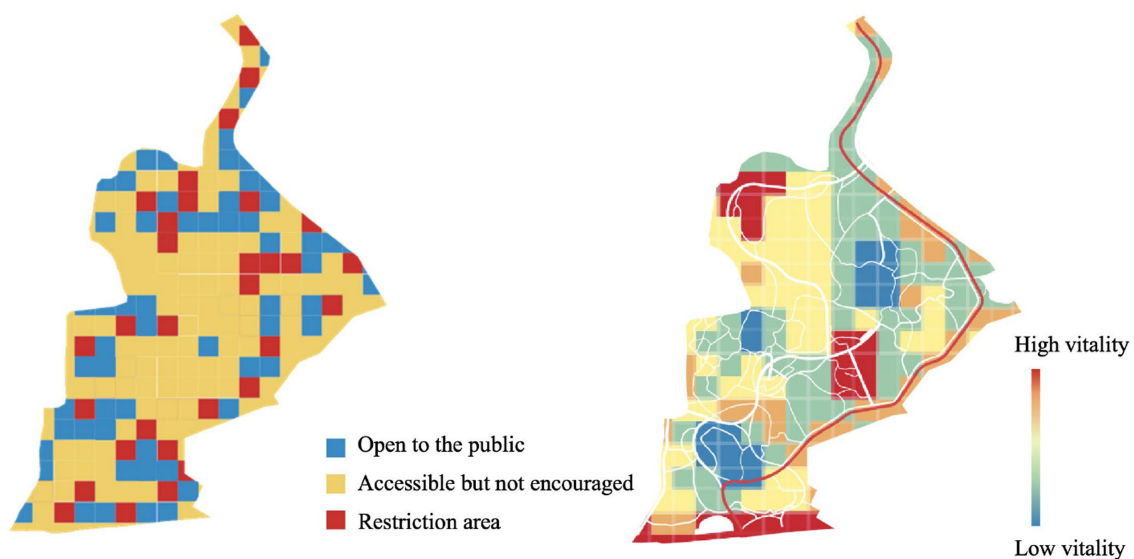 Open to the public
Accessible but not encouraged
Restriction area
High vitality
Low vitality